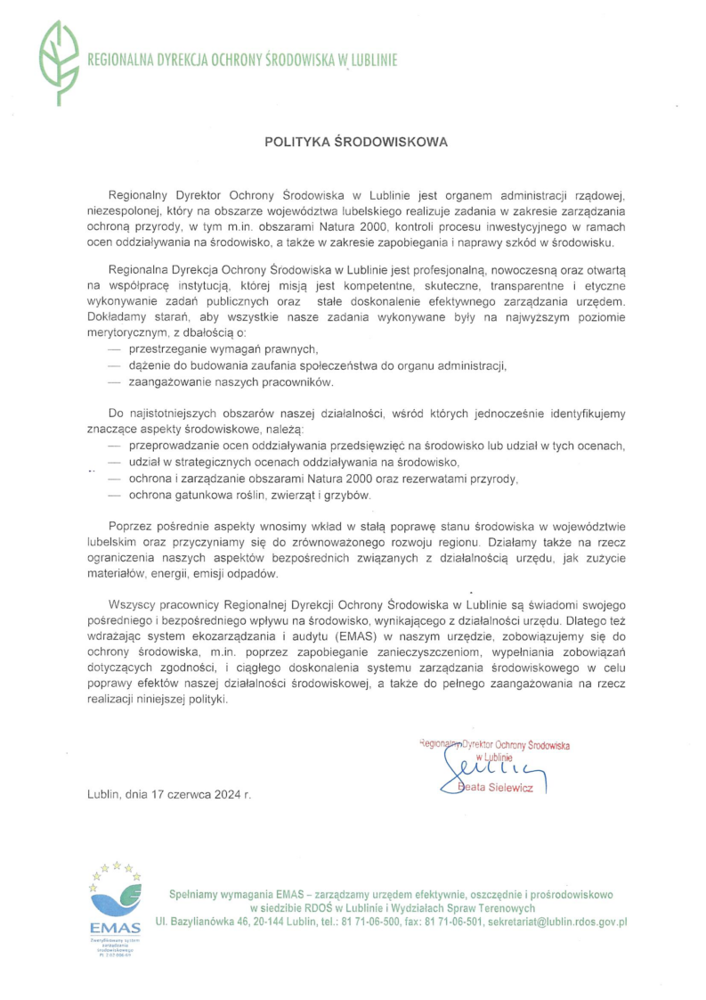 REGIONALNA DYREKCJA OCHRONY ŚRODOWISKA W LUBLINIE
POLITYKA ŚRODOWISKOWA
Regionalny Dyrektor Ochrony Środowiska w Lublinie jest organem administracji rządowej,
niezespolonej, który na obszarze województwa lubelskiego realizuje zadania w zakresie zarządzania
ochroną przyrody, w tym m.in. obszarami Natura 2000, kontroli procesu inwestycyjnego w ramach
ocen oddziaływania na środowisko, a także w zakresie zapobiegania i naprawy szkód w środowisku.
Regionalna Dyrekcja Ochrony Środowiska w Lublinie jest profesjonalną, nowoczesną oraz otwartą
na współpracę instytucją, której misją jest kompetentne, skuteczne, transparentne i etyczne
wykonywanie zadań publicznych oraz stałe doskonalenie efektywnego zarządzania urzędem.
Dokładamy starań, aby wszystkie nasze zadania wykonywane były na najwyższym poziomie
merytorycznym, z dbałością o:
— przestrzeganie wymagań prawnych,
— dążenie do budowania zaufania społeczeństwa do organu administracji,
— zaangażowanie naszych pracowników.
Do najistotniejszych obszarów naszej działalności, wśród których jednocześnie identyfikujemy
znaczące aspekty środowiskowe, należą:
— przeprowadzanie ocen oddziaływania przedsięwzięć na środowisko lub udział w tych ocenach,
— udział w strategicznych ocenach oddziaływania na środowisko,
— ochrona i zarządzanie obszarami Natura 2000 oraz rezerwatami przyrody,
— ochrona gatunkowa roślin, zwierząt i grzybów.
Poprzez pośrednie aspekty wnosimy wkład w stałą poprawę stanu środowiska w województwie
lubelskim oraz przyczyniamy się do zrównoważonego rozwoju regionu. Działamy także na rzecz
ograniczenia naszych aspektów bezpośrednich związanych z działalnością urzędu, jak zużycie
materiałów, energii, emisji odpadów.
Wszyscy pracownicy Regionalnej Dyrekcji Ochrony Środowiska w Lublinie są świadomi swojego
pośredniego i bezpośredniego wpływu na środowisko, wynikającego z działalności urzędu. Dlatego też
wdrażając system ekozarządzania i audytu (EMAS) w naszym urzędzie, zobowiązujemy się do
ochrony środowiska, m.in. poprzez zapobieganie zanieczyszczeniom, wypełniania zobowiązań
dotyczących zgodności, i ciągłego doskonalenia systemu zarządzania środowiskowego w celu
poprawy efektów naszej działalności środowiskowej, a także do pełnego zaangażowania na rzecz
realizacji niniejszej polityki.
Regionalny Dyrektor Ochrony Środowiska
w Lublinie
Beata Sielewicz
Lublin, dnia 17 czerwca 2024 r.
EMAS
Zweryfikowany system
zarządzania
środowiskowego
Spełniamy wymagania EMAS – zarządzamy urzędem efektywnie, oszczędnie i prośrodowiskowo
w siedzibie RDOŚ w Lublinie i Wydziałach Spraw Terenowych
Ul. Bazylianówka 46, 20-144 Lublin, tel.: 81 71-06-500, fax: 81 71-06-501, sekretariat@lublin.rdos.gov.pl